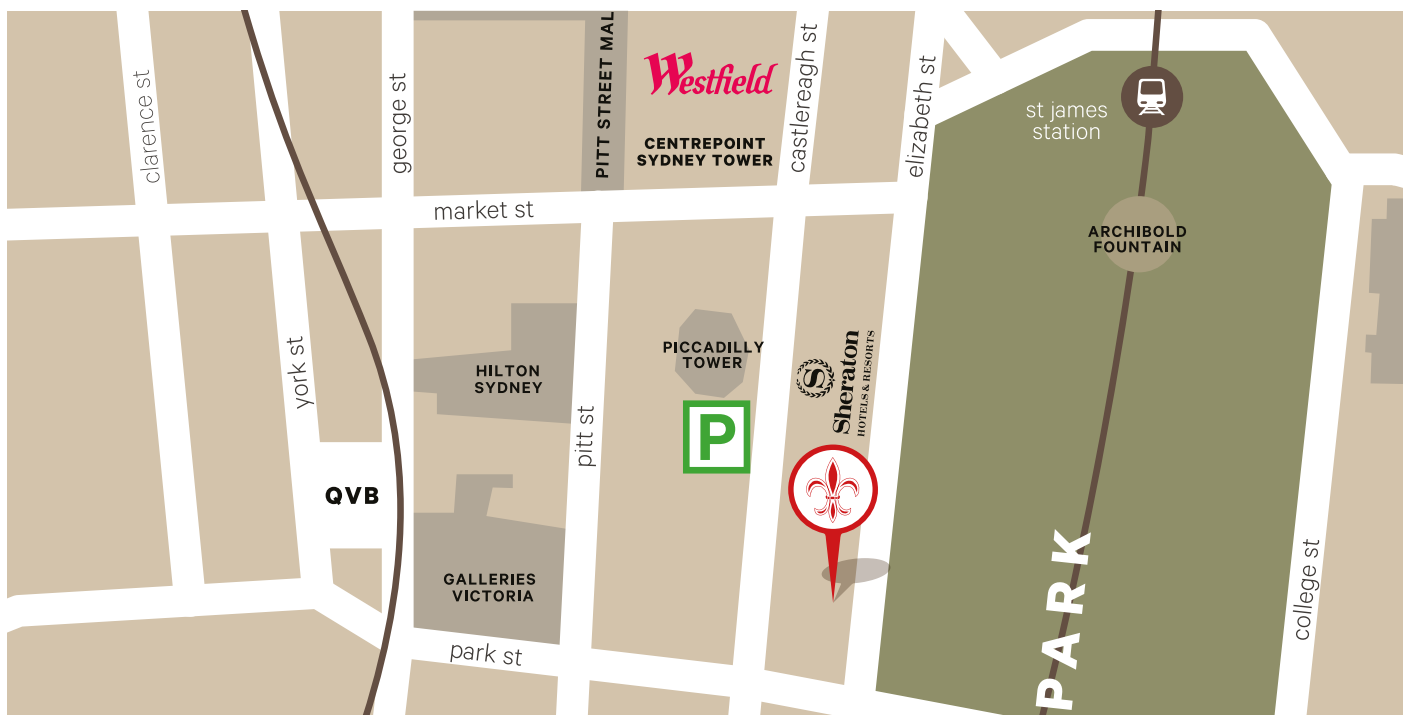 clarence st
george st
PITT STREET MAL
Westfield
CENTREPOINT
SYDNEY TOWER
castlereagh st
elizabeth st
st james
station
market st
ARCHIBOLD
FOUNTAIN
york st
HILTON
SYDNEY
pitt st
PICCADILLY
TOWER
P
S
Sheraton
HOTELS & RESORTS
QVB
GALLERIES
VICTORIA
park st
PARK
college st